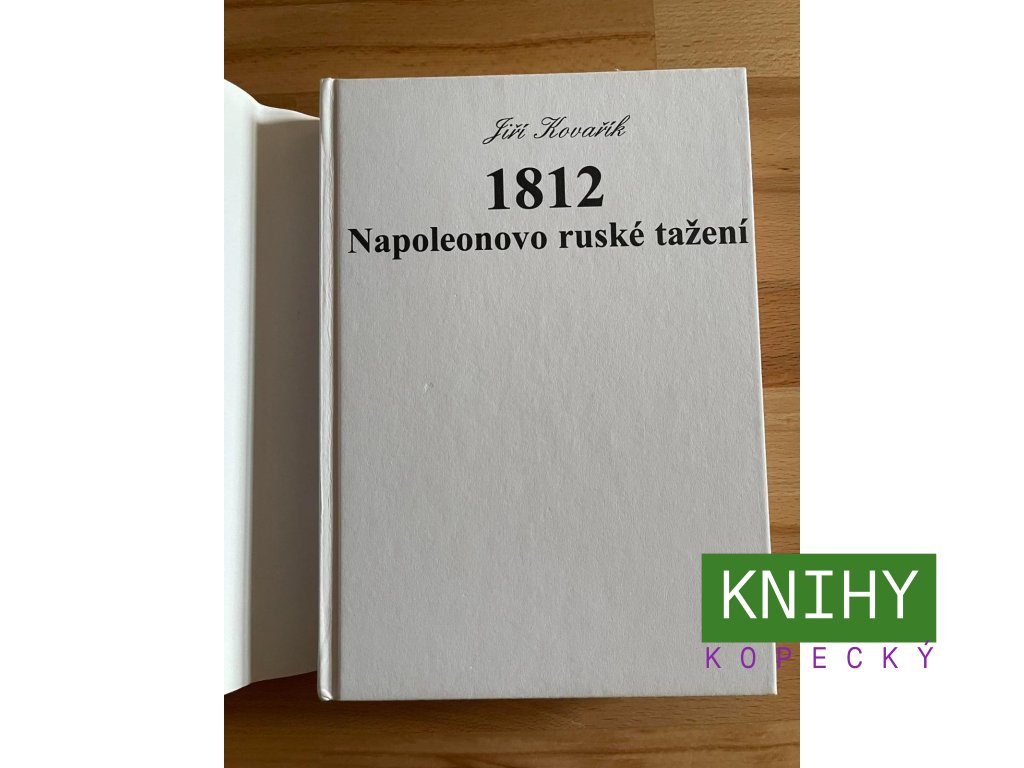 Jiří Kovařík
1812
Napoleonovo ruské tažení
KNIHY
KOPECKÝ